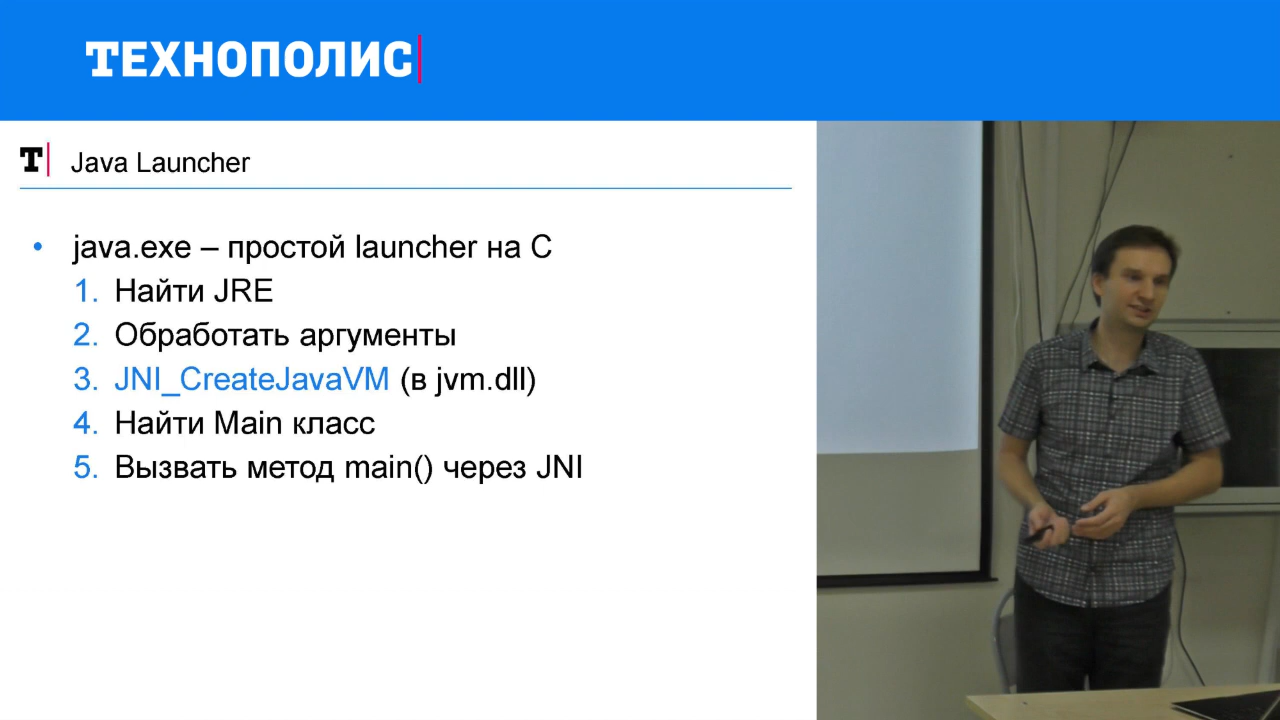 ТЕХНОПОЛИС
Т Java Launcher
• java.exe – простой launcher на C
1. Найти JRE
2. Обработать аргументы
3. JNI_CreateJavaVM (в jvm.dll)
4. Найти Main класс
5. Вызвать метод main() через JNI